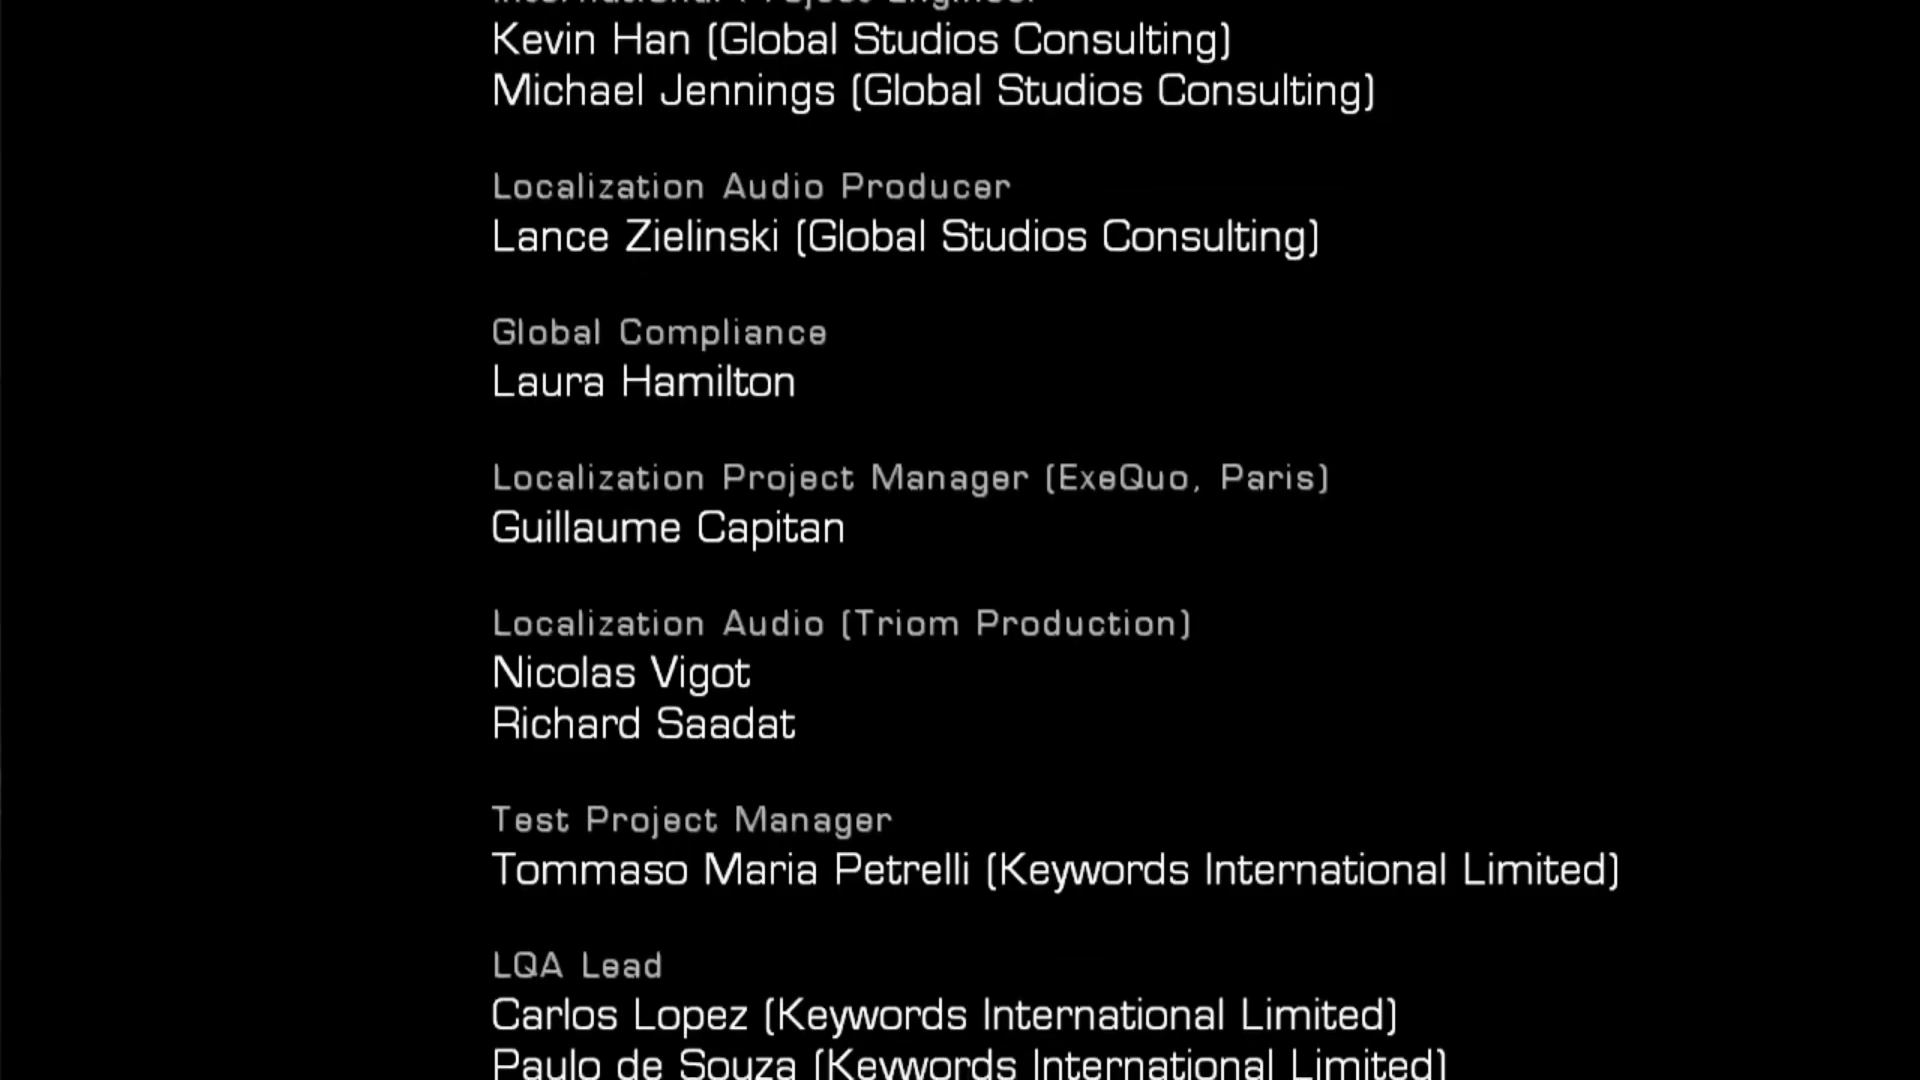 International Project Engineer
Kevin Han (Global Studios Consulting)
Michael Jennings (Global Studios Consulting)
Localization Audio Producer
Lance Zielinski (Global Studios Consulting)
Global Compliance
Laura Hamilton
Localization Project Manager (ExeQuo, Paris)
Guillaume Capitan
Localization Audio (Triom Production)
Nicolas Vigot
Richard Saadat
Test Project Manager
Tommaso Maria Petrelli (Keywords International Limited)
LQA Lead
Carlos Lopez (Keywords International Limited)
Paulo de Souza (Keywords International Limited)